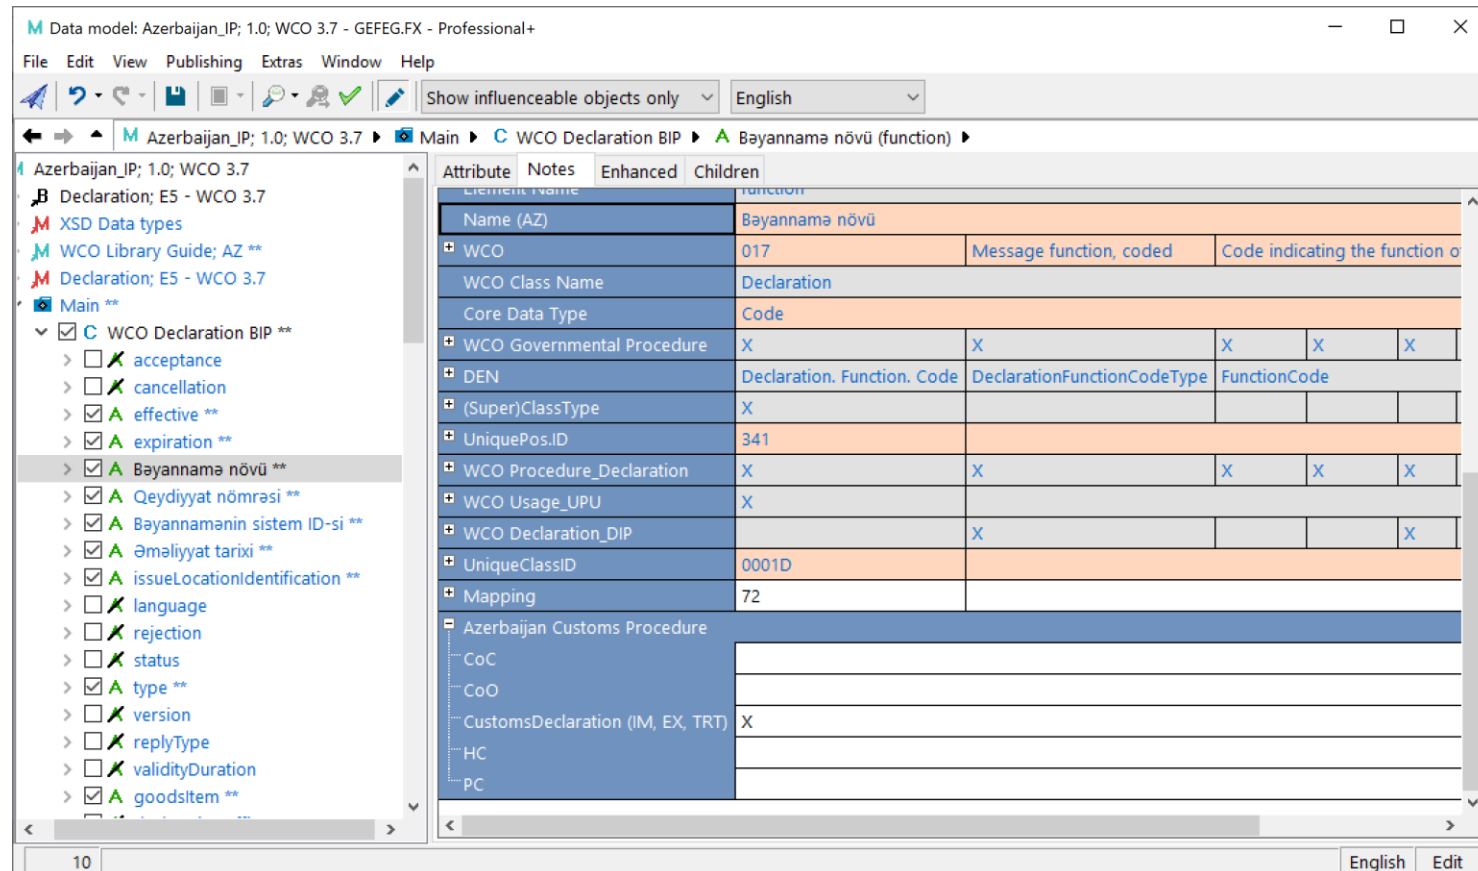 M Data model: Azerbaijan_IP; 1.0; WCO 3.7 - GEFEG.FX - Professional+
File Edit View Publishing Extras Window Help
Show influenceable objects only English
M Azerbaijan_IP; 1.0; WCO 3.7 Main C WCO Declaration BIP A Bəyannamə növü (function)
Azerbaijan_IP; 1.0; WCO 3.7
B Declaration; E5 - WCO 3.7
M XSD Data types
M WCO Library Guide; AZ **
M Declaration; E5 - WCO 3.7
Main **
C WCO Declaration BIP **
acceptance
cancellation
A effective **
A expiration **
A Bəyannamə növü **
A Qeydiyyat nömrəsi **
A Bəyannamənin sistem ID-si **
A Əməliyyat tarixi **
A issueLocationIdentification **
language
rejection
status
A type **
version
replyType
validityDuration
A goodsItem **
Attribute Notes Enhanced Children
Element Name function
Name (AZ) Bəyannamə növü
WCO 017 Message function, coded Code indicating the function o
WCO Class Name Declaration
Core Data Type Code
WCO Governmental Procedure X X X X X
DEN Declaration. Function. Code DeclarationFunctionCodeType FunctionCode
(Super)ClassType X
UniquePos.ID 341
WCO Procedure_Declaration X X X X X
WCO Usage_UPU X
WCO Declaration_DIP X X
UniqueClassID 0001D
Mapping 72
Azerbaijan Customs Procedure
CoC
CoO
CustomsDeclaration (IM, EX, TRT) X
HC
PC
10 English Edit